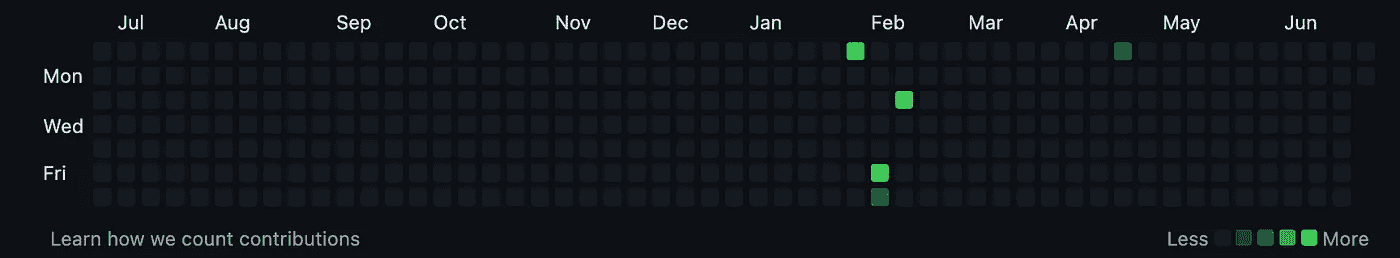 Jul Aug Sep Oct Nov Dec Jan Feb Mar Apr May Jun
Mon
Wed
Fri
Learn how we count contributions Less More